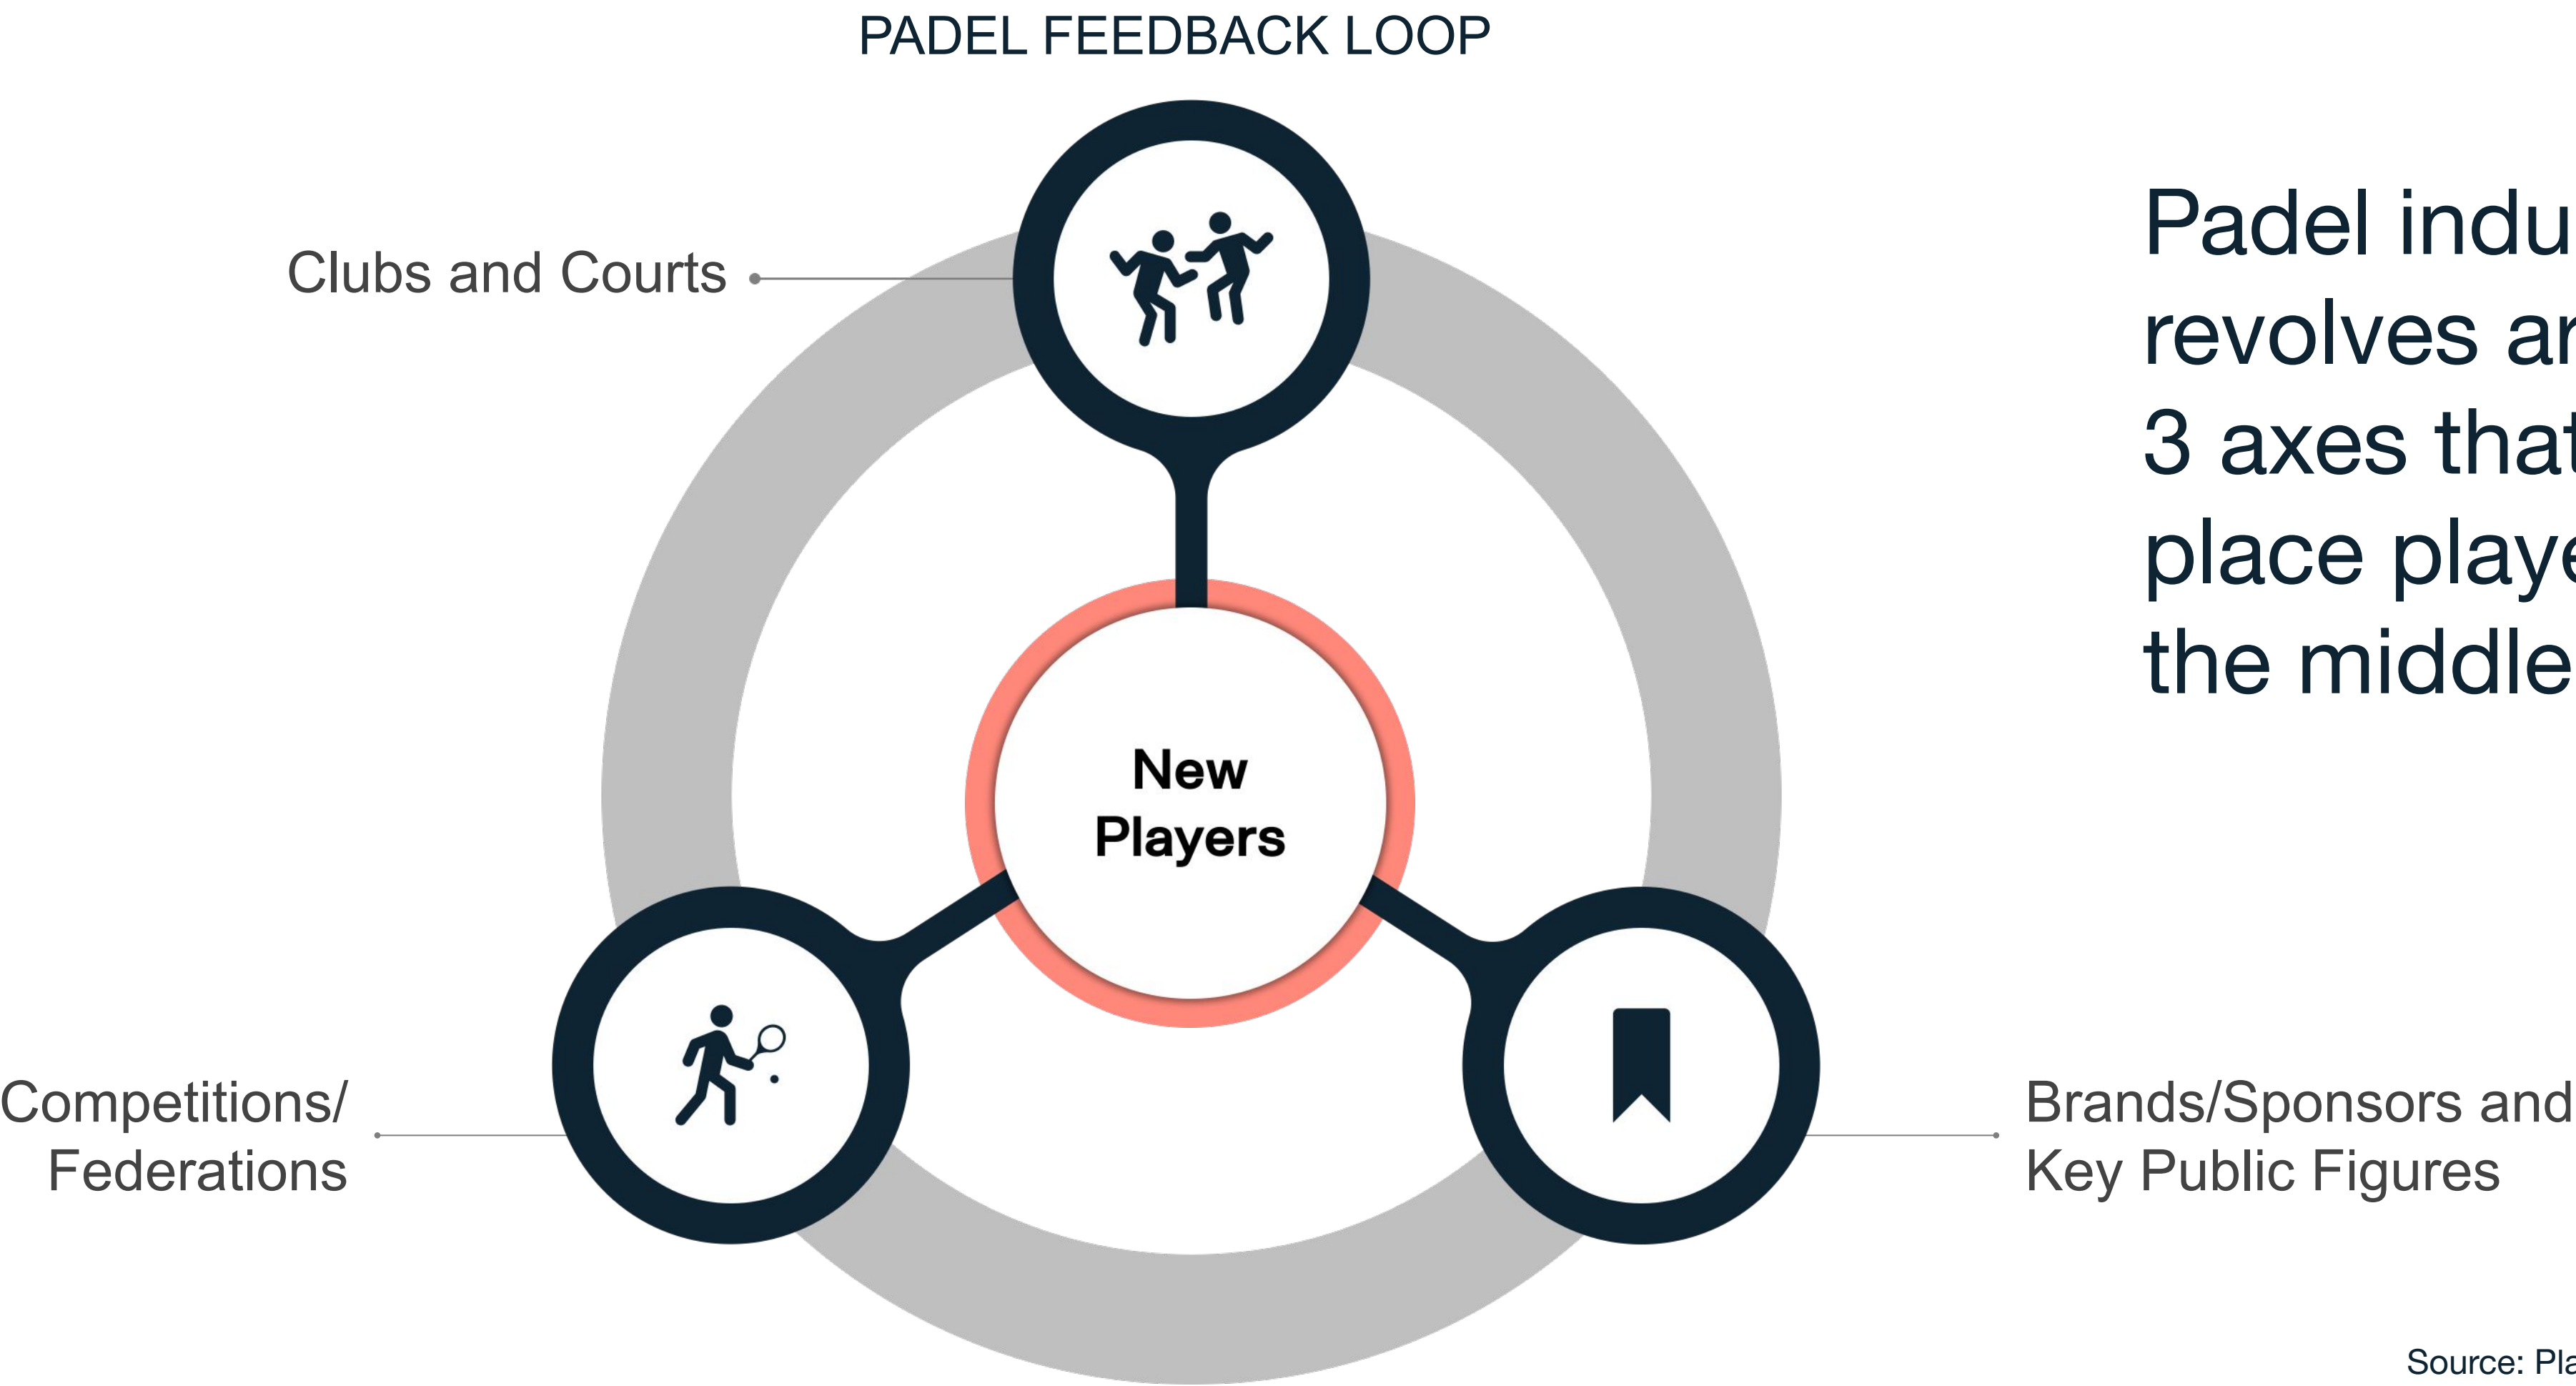 PADEL FEEDBACK LOOP
Clubs and Courts
New
Players
Competitions/
Federations
Brands/Sponsors and
Key Public Figures
Padel indu
revolves ar
3 axes that
place playe
the middle
Source: Pla